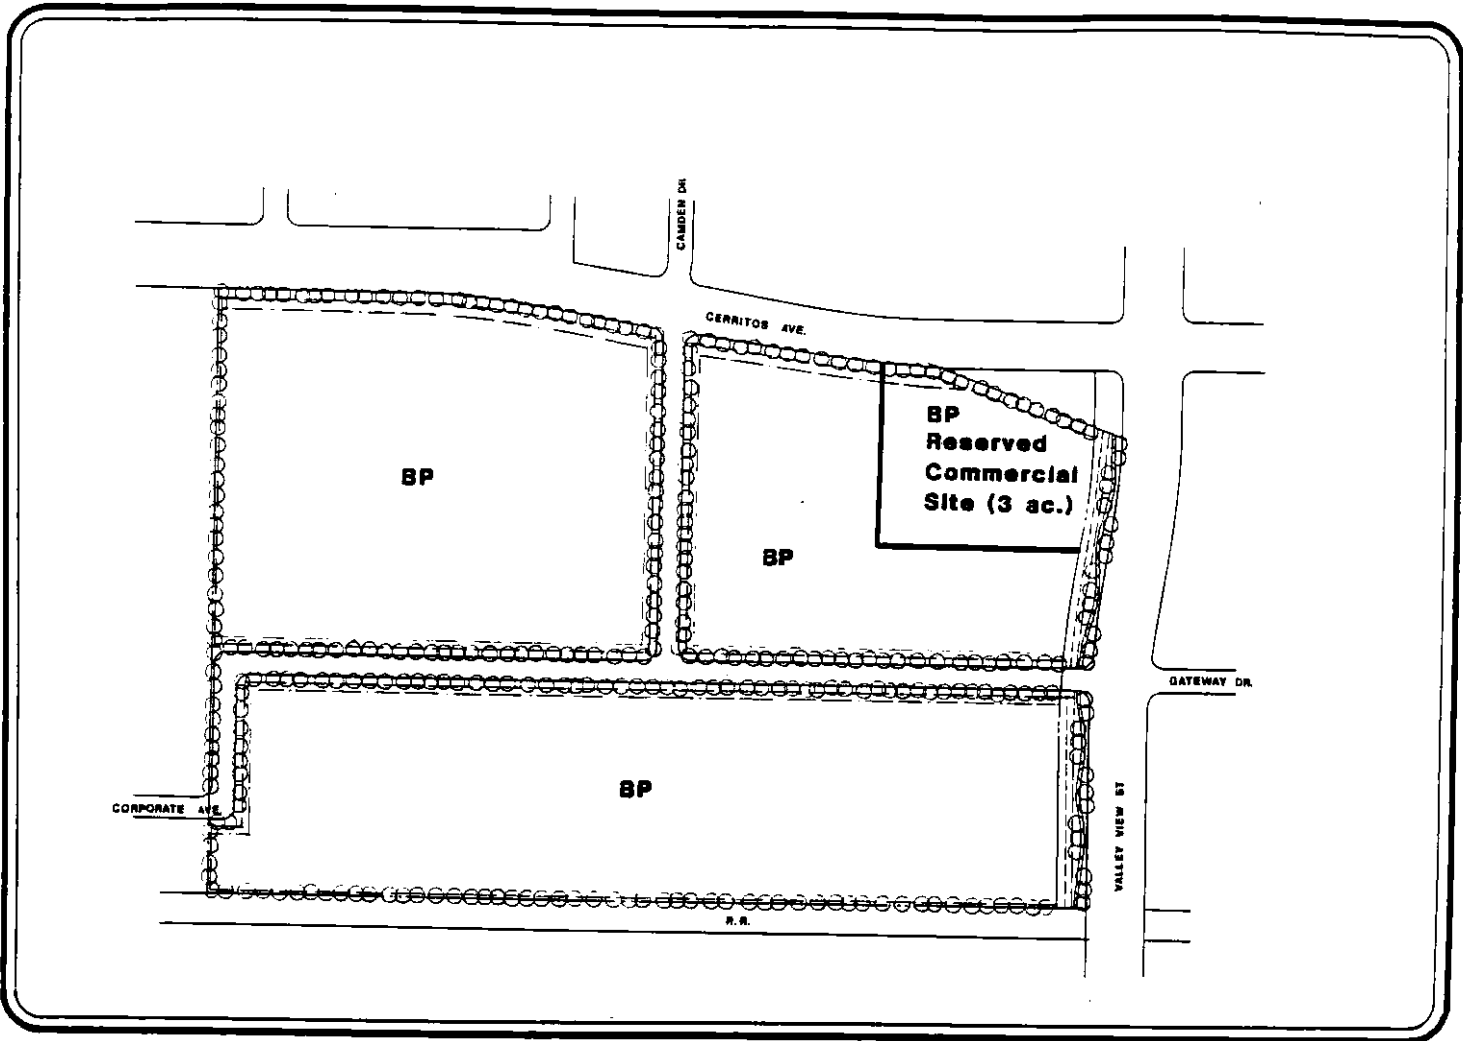 CAMDEN DR.
CERRITOS AVE.
BP
Reserved
Commercial
Site (3 ac.)
BP
BP
GATEWAY DR.
BP
CORPORATE AVE.
VALLEY VIEW ST
R.R.